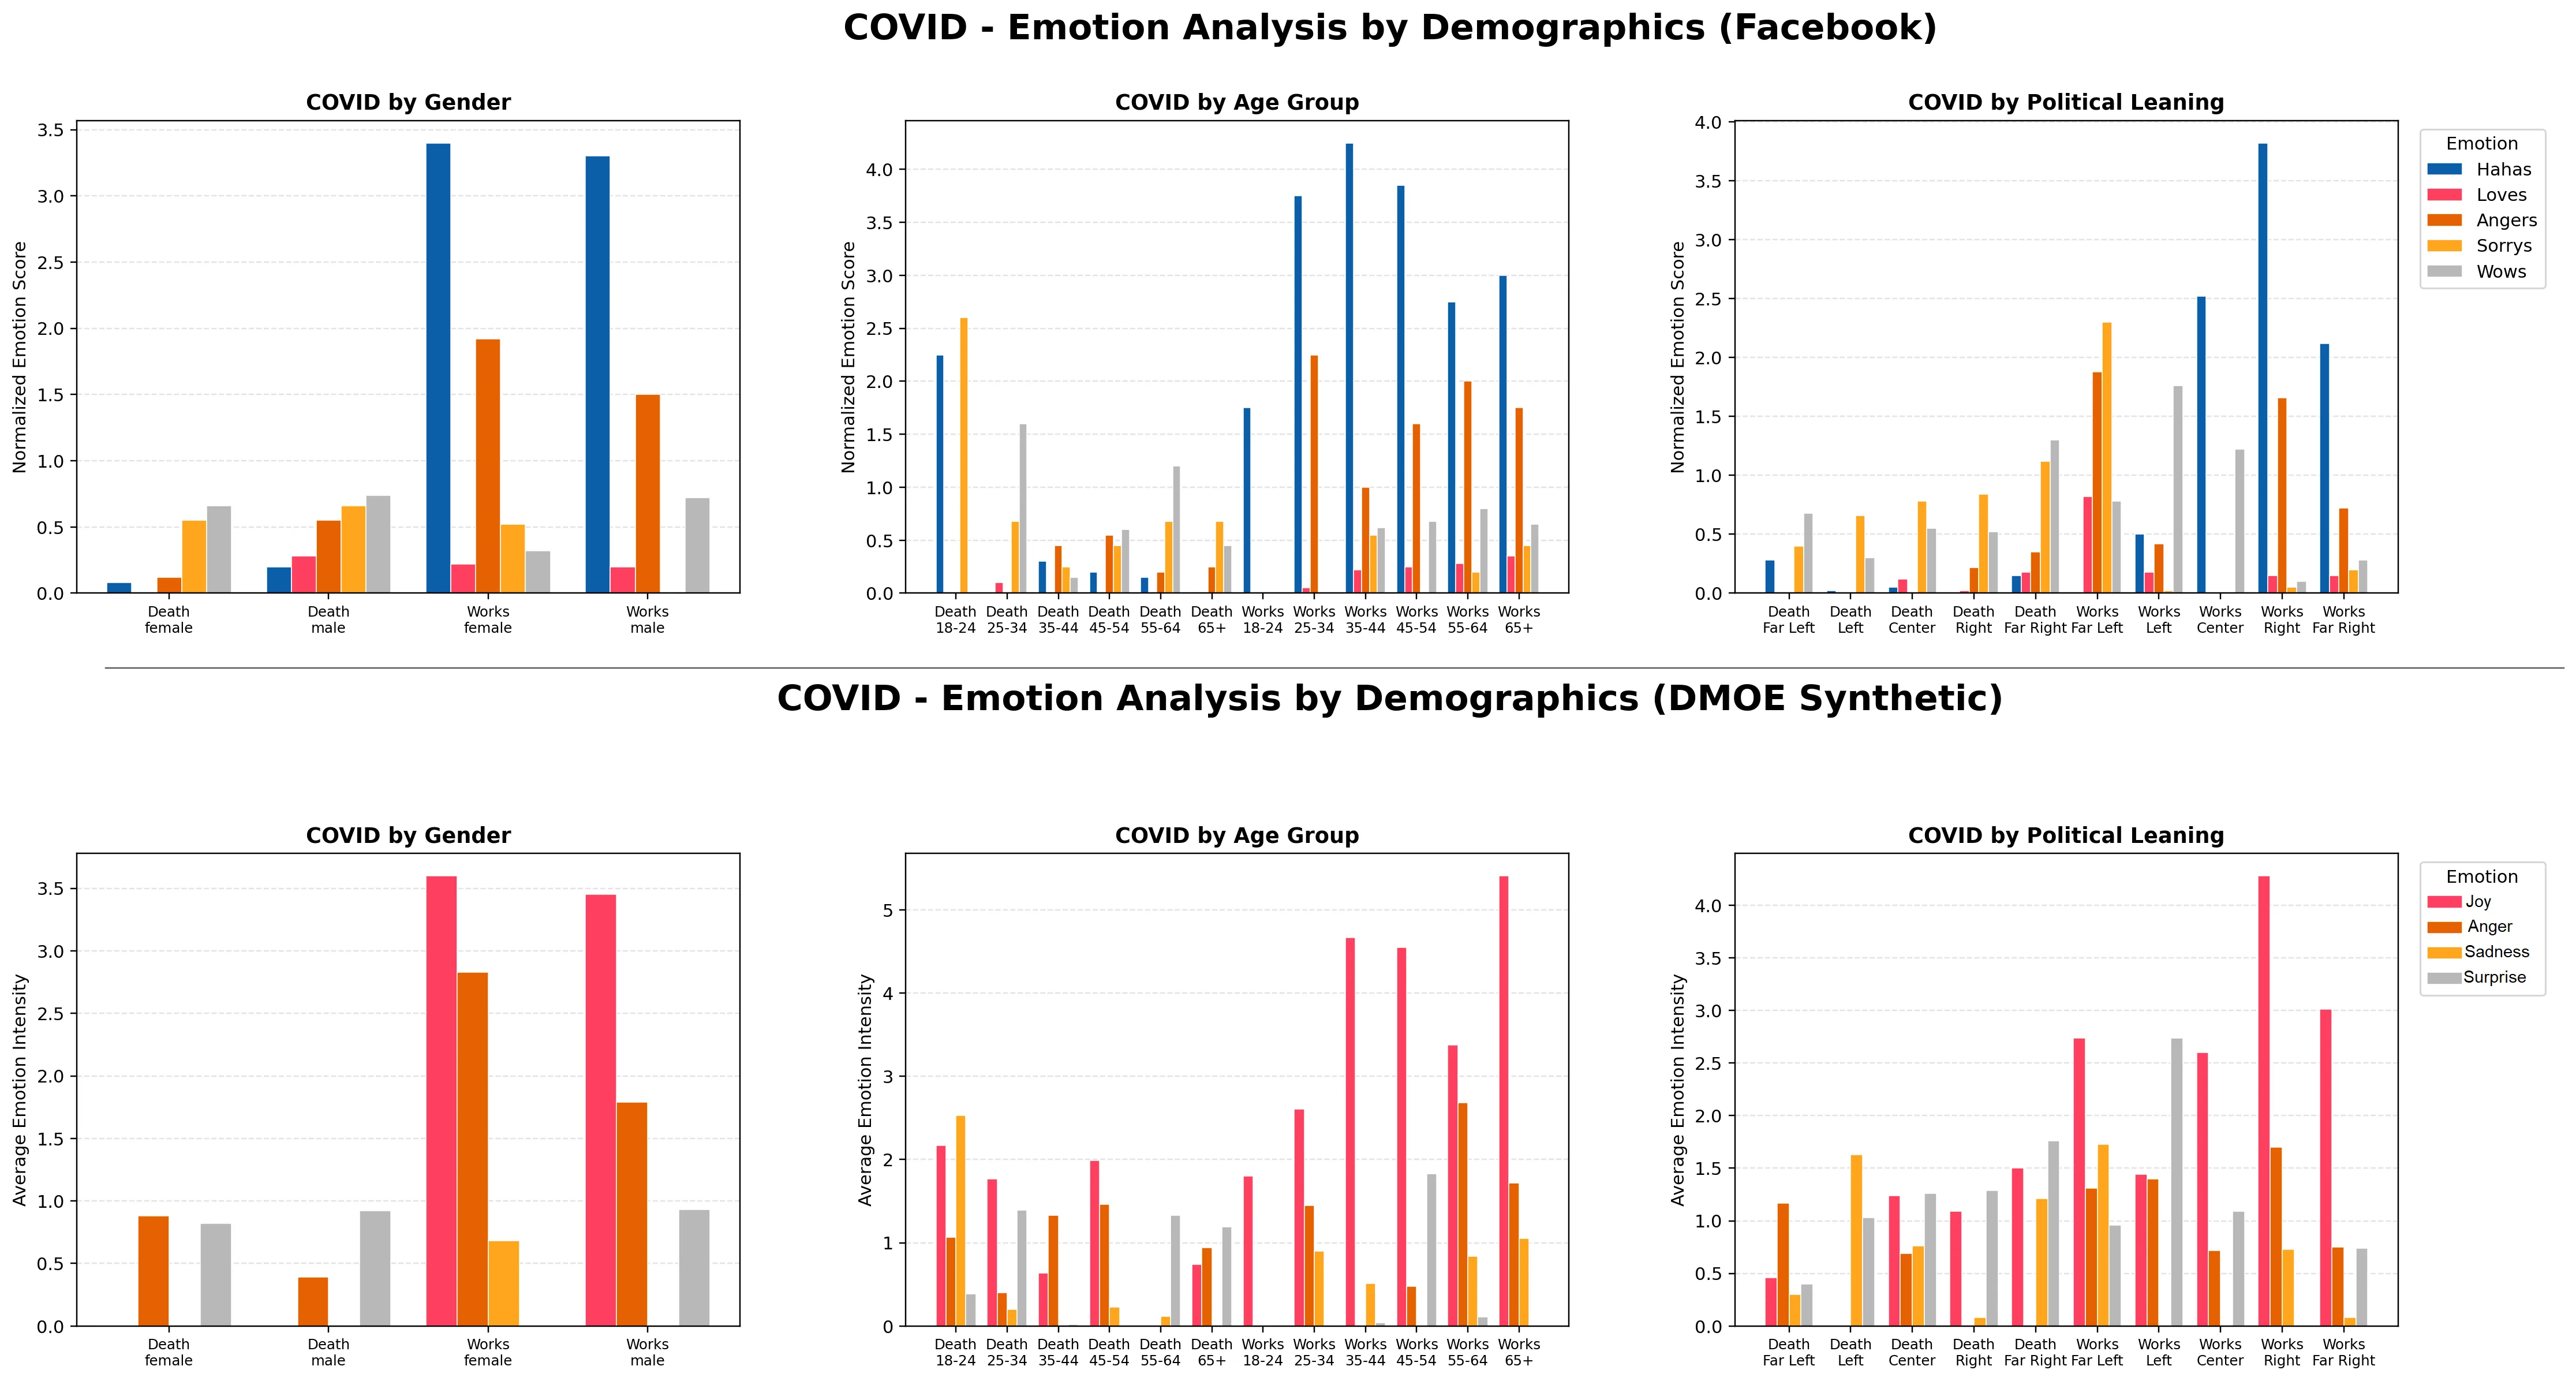 COVID - Emotion Analysis by Demographics (Facebook)
COVID by Gender
Normalized Emotion Score
3.5
3.0
2.5
2.0
1.5
1.0
0.5
0.0
Death female
Death male
Works female
Works male
COVID by Age Group
Normalized Emotion Score
4.0
3.5
3.0
2.5
2.0
1.5
1.0
0.5
0.0
Death 18-24
Death 25-34
Death 35-44
Death 45-54
Death 55-64
Death 65+
Works 18-24
Works 25-34
Works 35-44
Works 45-54
Works 55-64
Works 65+
COVID by Political Leaning
Normalized Emotion Score
4.0
3.5
3.0
2.5
2.0
1.5
1.0
0.5
0.0
Death Far Left
Death Left
Death Center
Death Right
Death Far Right
Works Far Left
Works Left
Works Center
Works Right
Works Far Right
Emotion
Hahas
Loves
Angers
Sorrys
Wows
COVID - Emotion Analysis by Demographics (DMOE Synthetic)
COVID by Gender
Average Emotion Intensity
3.5
3.0
2.5
2.0
1.5
1.0
0.5
0.0
Death female
Death male
Works female
Works male
COVID by Age Group
Average Emotion Intensity
5
4
3
2
1
0
Death 18-24
Death 25-34
Death 35-44
Death 45-54
Death 55-64
Death 65+
Works 18-24
Works 25-34
Works 35-44
Works 45-54
Works 55-64
Works 65+
COVID by Political Leaning
Average Emotion Intensity
4.0
3.5
3.0
2.5
2.0
1.5
1.0
0.5
0.0
Death Far Left
Death Left
Death Center
Death Right
Death Far Right
Works Far Left
Works Left
Works Center
Works Right
Works Far Right
Emotion
Joy
Anger
Sadness
Surprise